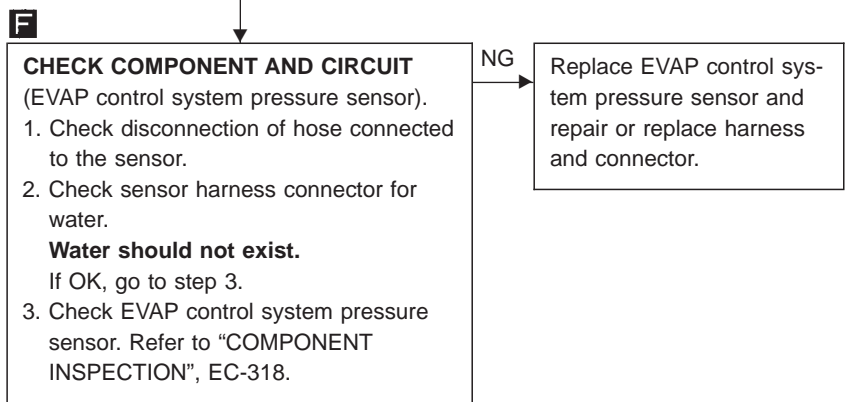 F
CHECK COMPONENT AND CIRCUIT
(EVAP control system pressure sensor).
1. Check disconnection of hose connected
to the sensor.
2. Check sensor harness connector for
water.
Water should not exist.
If OK, go to step 3.
3. Check EVAP control system pressure
sensor. Refer to “COMPONENT
INSPECTION”, EC-318.
NG
Replace EVAP control sys-
tem pressure sensor and
repair or replace harness
and connector.